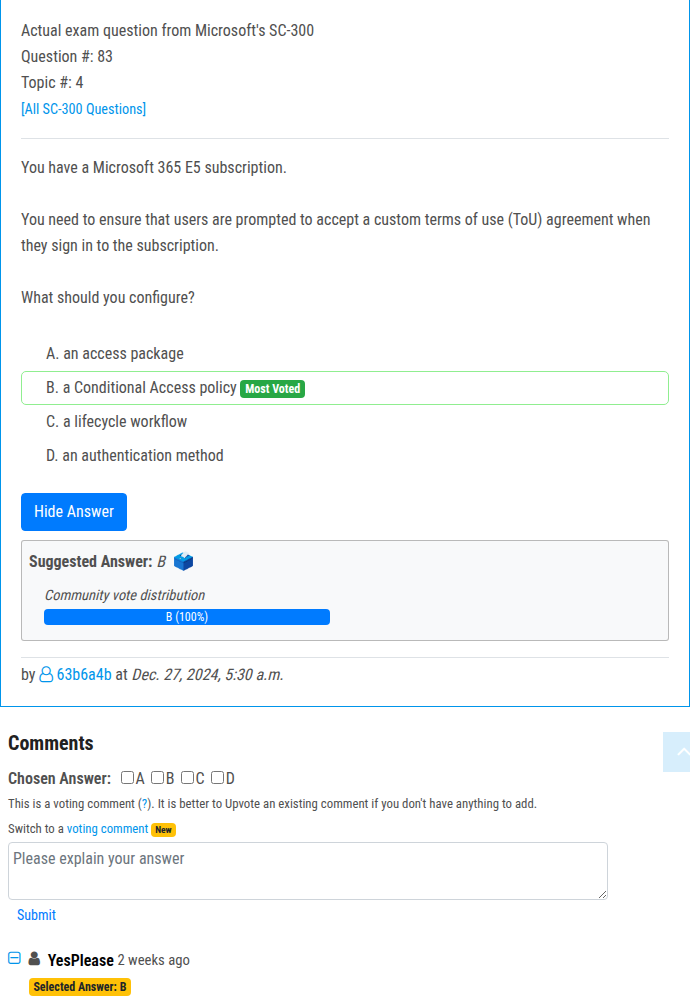 Actual exam question from Microsoft's SC-300
Question #: 83
Topic #: 4
[All SC-300 Questions]
You have a Microsoft 365 E5 subscription.
You need to ensure that users are prompted to accept a custom terms of use (ToU) agreement when
they sign in to the subscription.
What should you configure?
A. an access package
B. a Conditional Access policy Most Voted
C. a lifecycle workflow
D. an authentication method
Hide Answer
Suggested Answer: B
Community vote distribution
B (100%)
by 63b6a4b at Dec. 27, 2024, 5:30 a.m.
Comments
Chosen Answer: A B C D
This is a voting comment (?). It is better to Upvote an existing comment if you don't have anything to add.
Switch to a voting comment New
Please explain your answer
Submit
YesPlease 2 weeks ago
Selected Answer: B